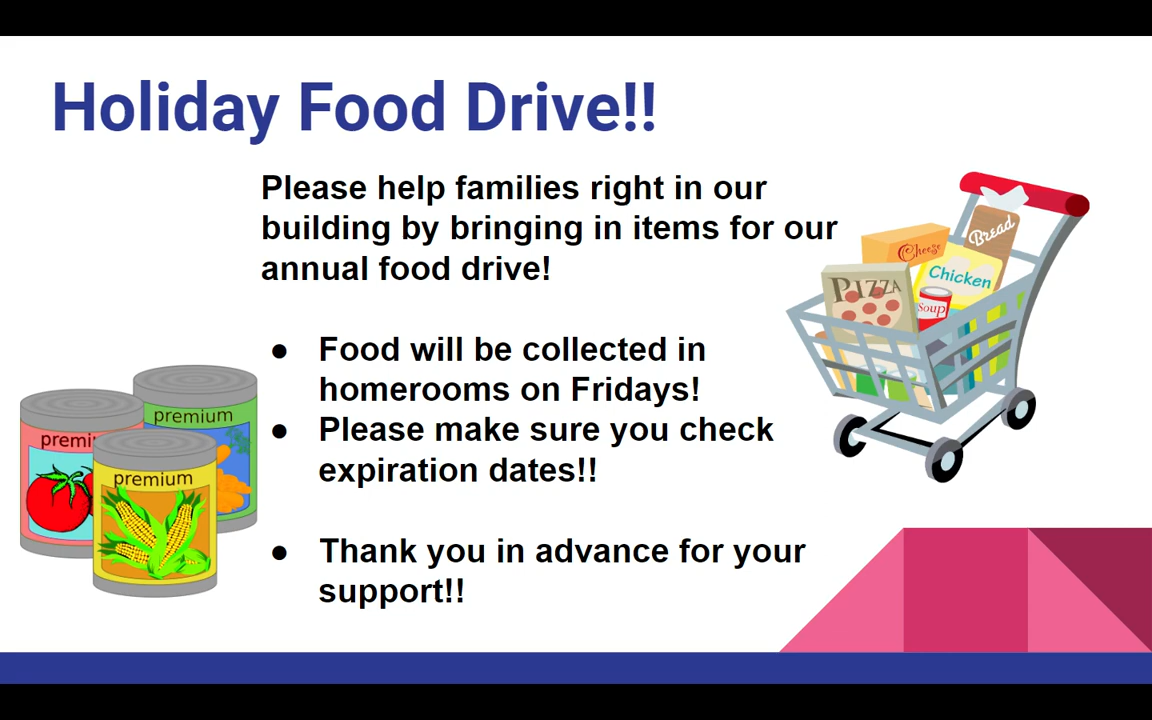 Holiday Food Drive!!
Please help families right in our
building by bringing in items for our
annual food drive!
● Food will be collected in
homerooms on Fridays!
● Please make sure you check
expiration dates!!
● Thank you in advance for your
support!!
Bread
Cheese
Chicken
PIZZA
Soup
premium
premi
premium